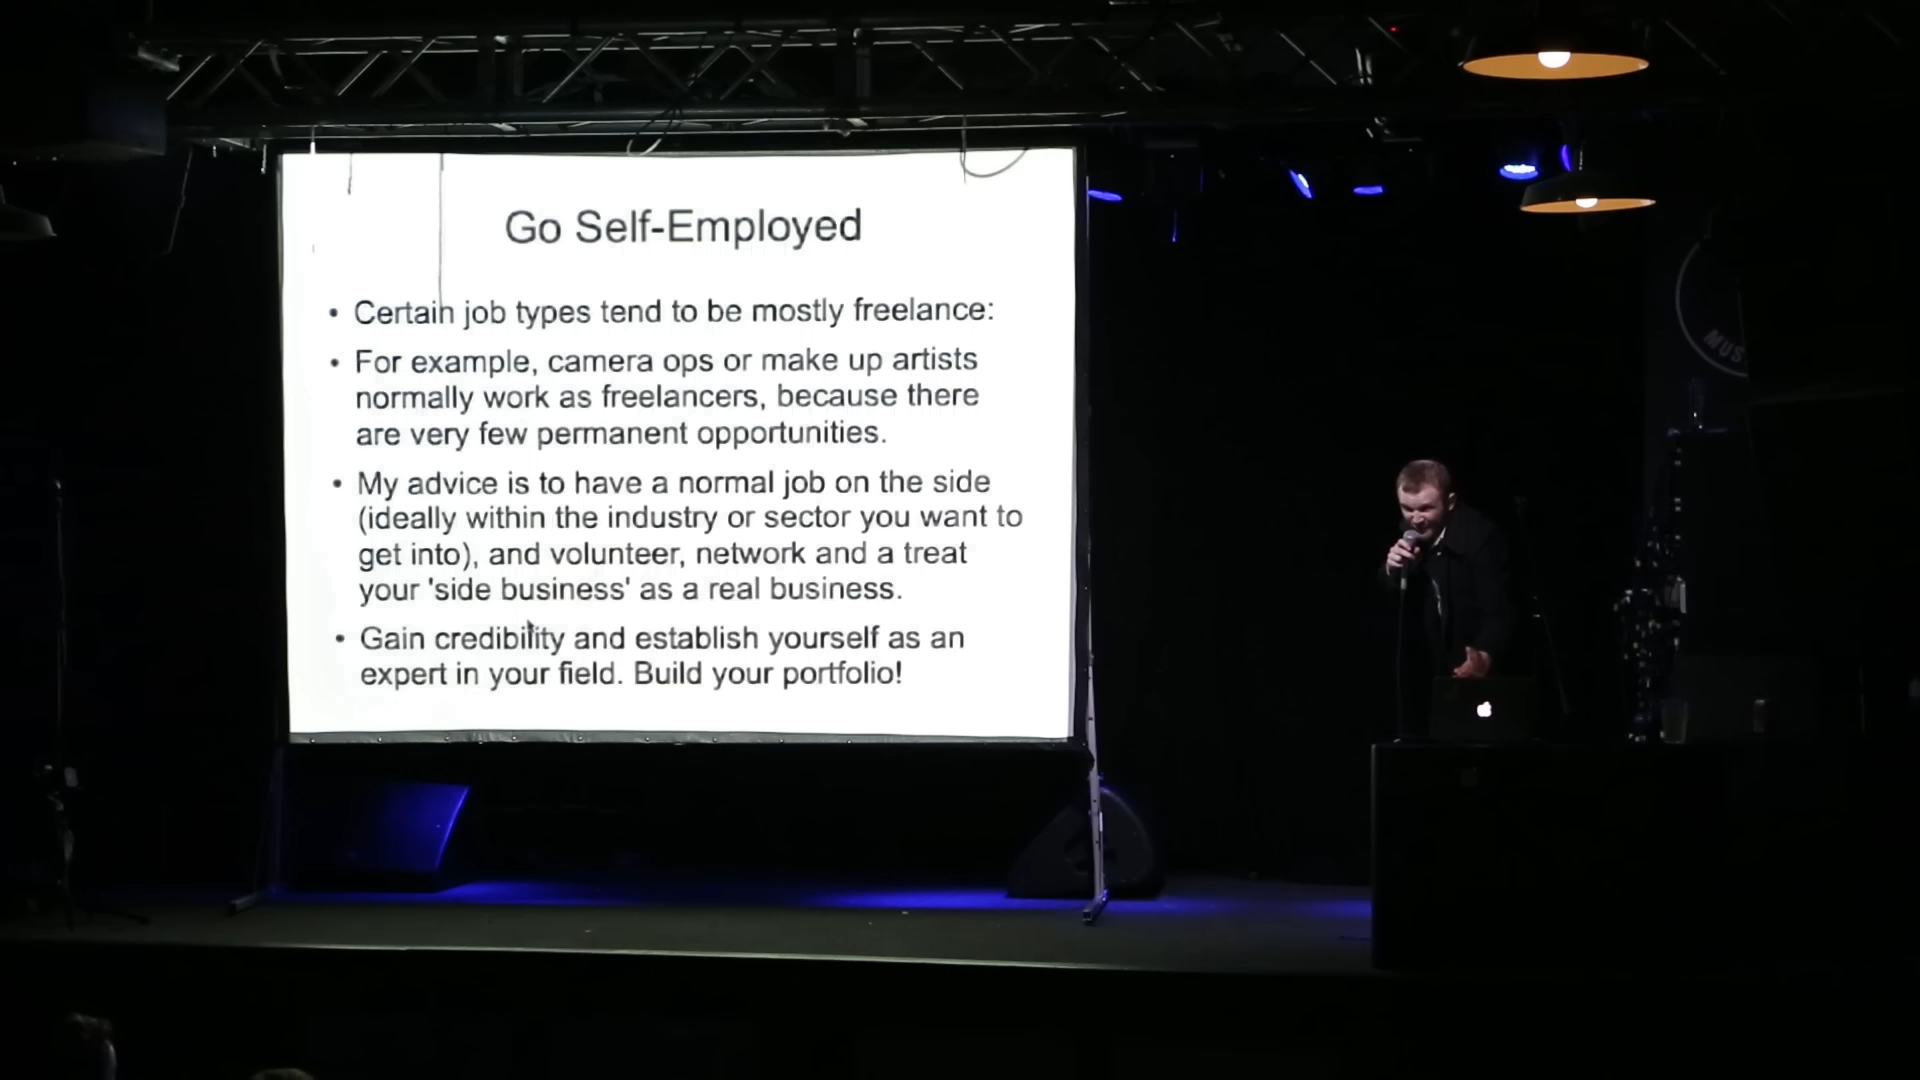 Go Self-Employed
• Certain job types tend to be mostly freelance:
• For example, camera ops or make up artists
normally work as freelancers, because there
are very few permanent opportunities.
• My advice is to have a normal job on the side
(ideally within the industry or sector you want to
get into), and volunteer, network and a treat
your 'side business' as a real business.
• Gain credibility and establish yourself as an
expert in your field. Build your portfolio!